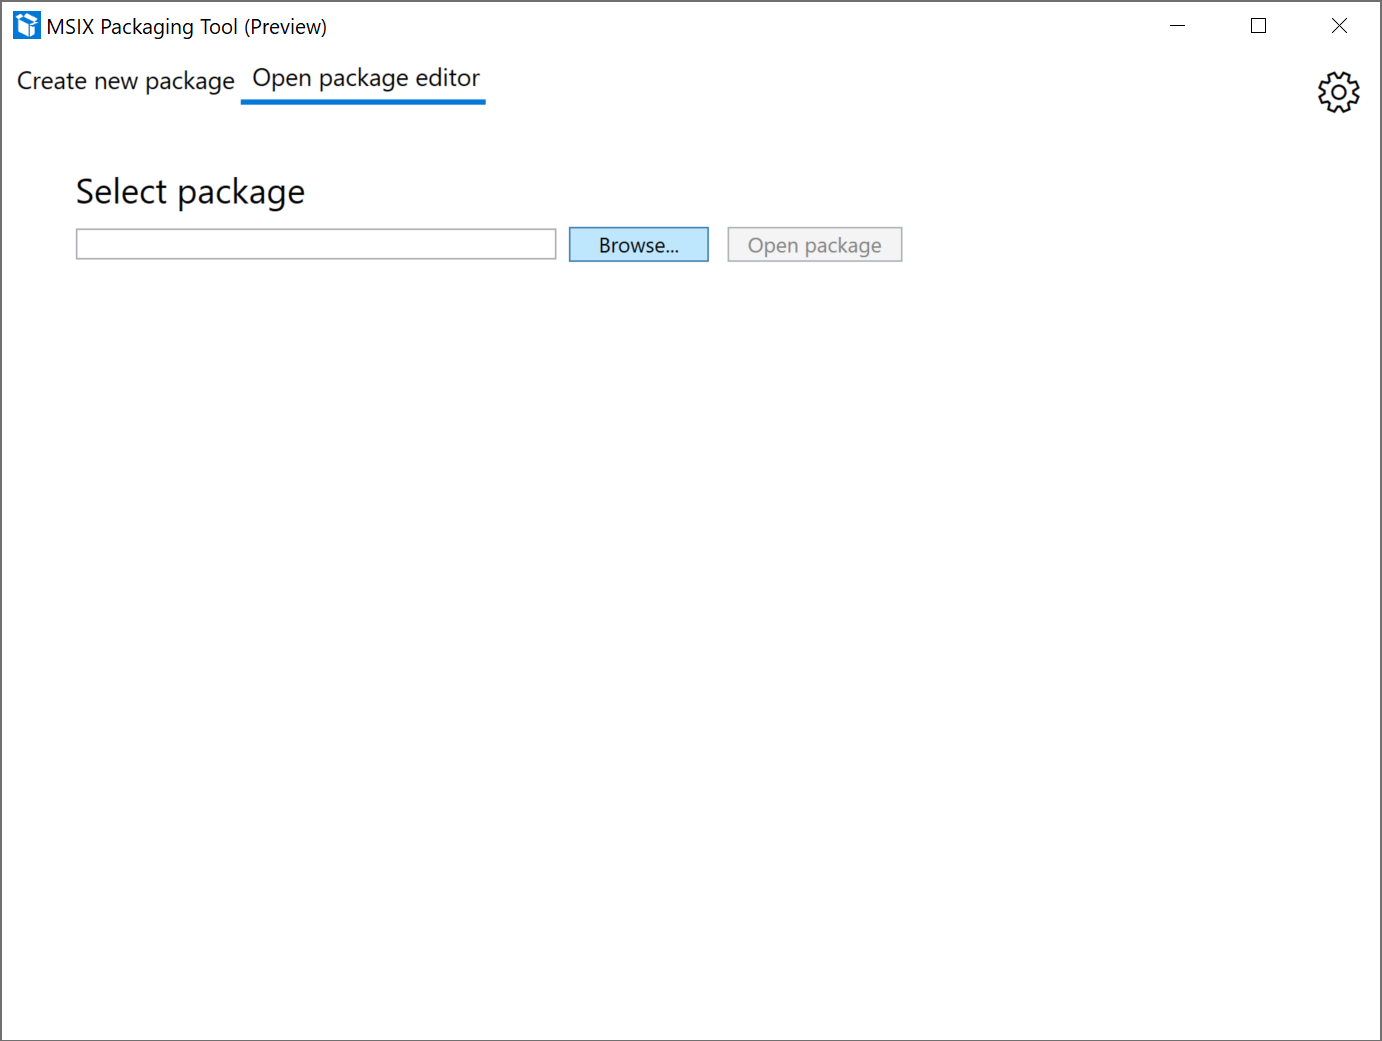 MSIX Packaging Tool (Preview)
Create new package Open package editor
Select package
Browse... Open package